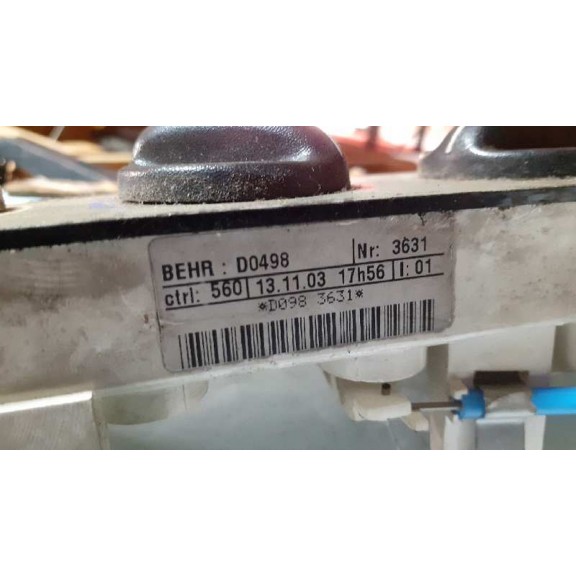 BEHR : D0498 Nr: 3631
ctrl: 560 13.11.03 17h56 I: 01
*D098 3631*